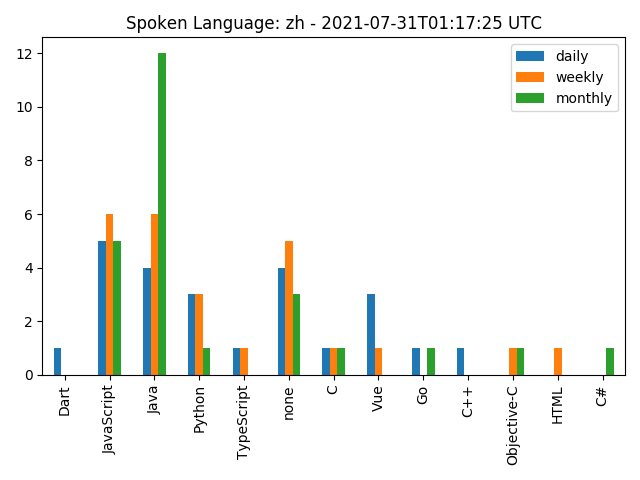 Spoken Language: zh - 2021-07-31T01:17:25 UTC
daily
weekly
monthly
12
10
8
6
4
2
0
Dart
JavaScript
Java
Python
TypeScript
none
C
Vue
Go
C++
Objective-C
HTML
C#